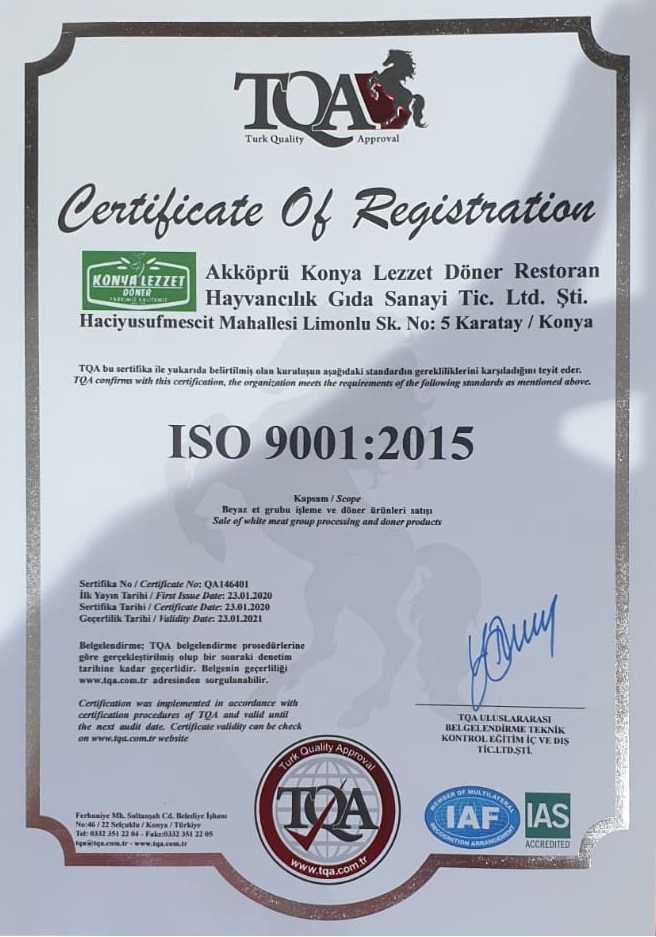 TQA
Turk Quality Approval
Certificate Of Registration
KONYA LEZZET
DÖNER
Akköprü Konya Lezzet Döner Restoran
Hayvancılık Gıda Sanayi Tic. Ltd. Şti.
Haciyusufmescit Mahallesi Limonlu Sk. No: 5 Karatay / Konya
TQA bu sertifika ile yukarıda belirtilmiş olan kuruluşun aşağıdaki standardın gerekliliklerini karşıladığını teyit eder.
TQA confirms with this certification, the organization meets the requirements of the following standards as mentioned above.
ISO 9001:2015
Kapsam / Scope
Beyaz et grubu işleme ve döner ürünleri satışı
Sale of white meat group processing and doner products
Sertifika No / Certificate No: QA146401
İlk Yayın Tarihi / First Issue Date: 23.01.2020
Sertifika Tarihi / Certificate Date: 23.01.2020
Geçerlilik Tarihi / Validity Date: 23.01.2021
Belgelendirme; TQA belgelendirme prosedürlerine
göre gerçekleştirilmiş olup bir sonraki denetim
tarihine kadar geçerlidir. Belgenin geçerliliği
www.tqa.com.tr adresinden sorgulanabilir.
Certification was implemented in accordance with
certification procedures of TQA and valid until
the next audit date. Certificate validity can be check
on www.tqa.com.tr website
TQA ULUSLARARASI
BELGELENDİRME TEKNİK
KONTROL EĞİTİM İÇ VE DIŞ
TİC.LTD.ŞTİ.
Ferhuniye Mh. Sultanşah Cd. Belediye İşhanı
No:46 / 22 Selçuklu / Konya / Türkiye
Tel: 0332 351 22 04 - Faks:0332 351 22 05
tqa@tqa.com.tr - www.tqa.com.tr
Turk Quality Approval
TQA
www.tqa.com.tr
MEMBER OF MULTILATERAL
IAF
RECOGNITION ARRANGEMENT
IAS
ACCREDITED